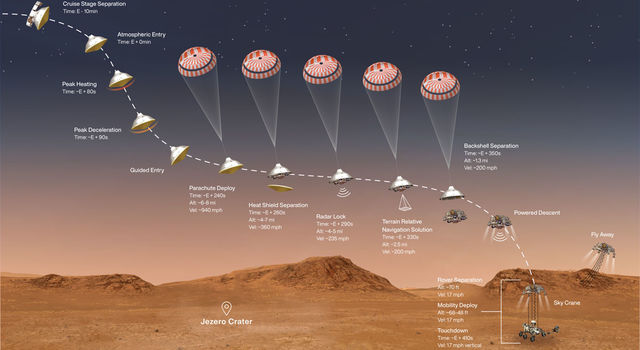 Cruise Stage Separation
Time: E - 10min
Atmospheric Entry
Time: E + 0min
Peak Heating
Time: ~E + 80s
Peak Deceleration
Time: ~E + 90s
Guided Entry
Parachute Deploy
Time: ~E + 240s
Alt: ~6-8 mi
Vel: ~940 mph
Heat Shield Separation
Time: ~E + 260s
Alt: ~4-7 mi
Vel: ~360 mph
Radar Lock
Time: ~E + 290s
Alt: ~4-5 mi
Vel: ~235 mph
Terrain Relative
Navigation Solution
Time: ~E + 330s
Alt: ~2.5 mi
Vel: ~200 mph
Backshell Separation
Time: ~E + 350s
Alt: ~1.3 mi
Vel: ~200 mph
Powered Descent
Fly Away
Rover Separation
Alt: ~70 ft
Vel: 1.7 mph
Sky Crane
Mobility Deploy
Alt: ~66-48 ft
Vel: 1.7 mph
Touchdown
Time: ~E + 410s
Vel: 1.7 mph vertical
Jezero Crater